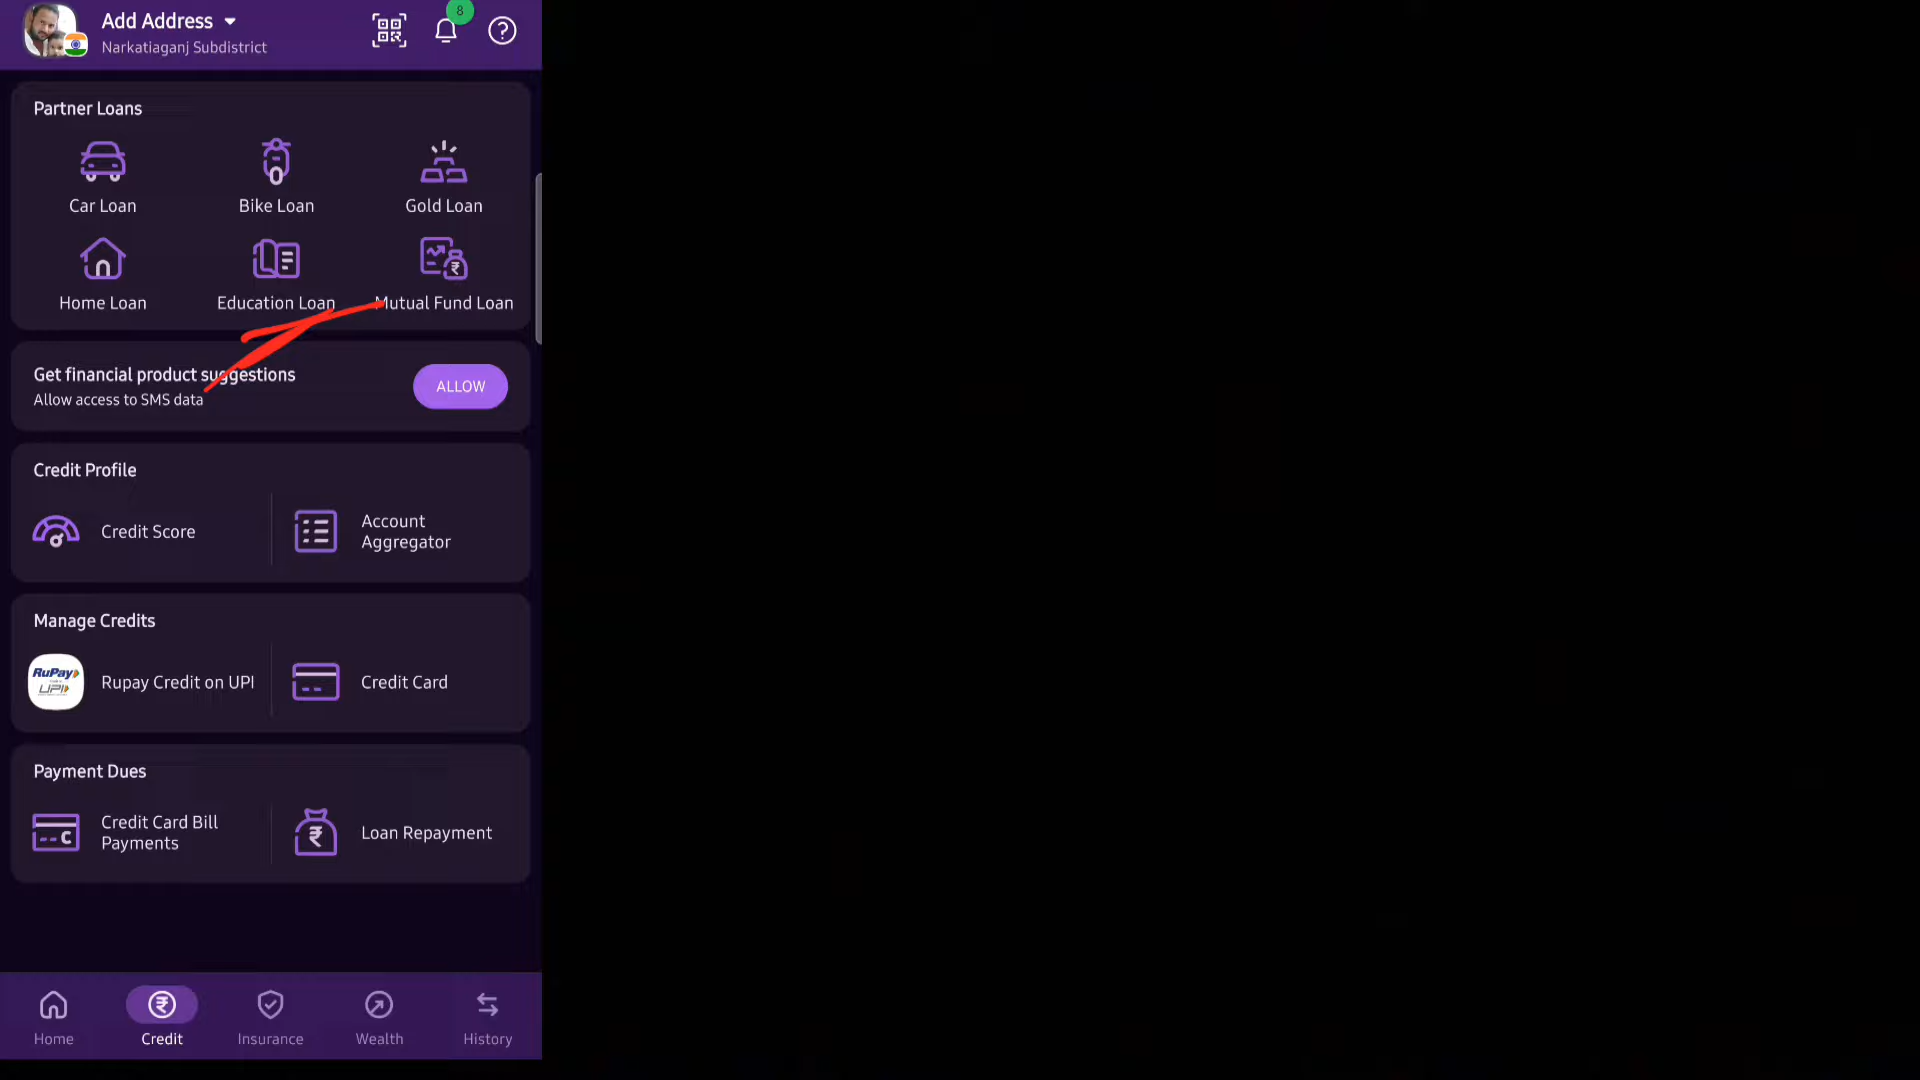 Add Address
Narkatiaganj Subdistrict
8
?
Partner Loans
Car Loan
Bike Loan
Gold Loan
Home Loan
Education Loan
Mutual Fund Loan
Get financial product suggestions
Allow access to SMS data
ALLOW
Credit Profile
Credit Score
Account
Aggregator
Manage Credits
RuPay
UPI
Rupay Credit on UPI
Credit Card
Payment Dues
Credit Card Bill
Payments
Loan Repayment
Home
Credit
Insurance
Wealth
History